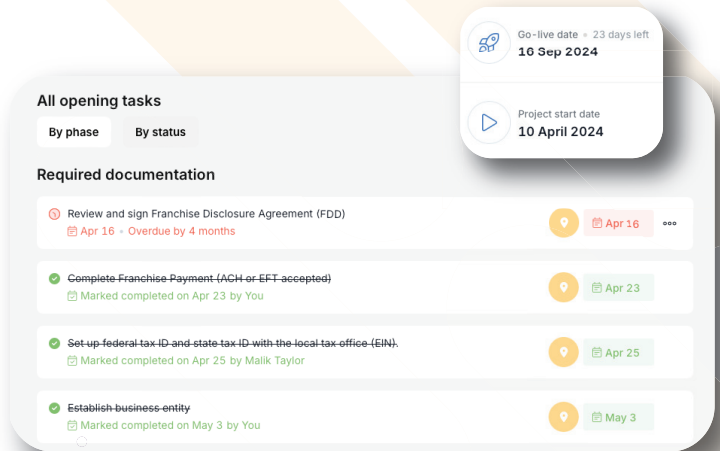 Go-live date • 23 days left
16 Sep 2024
Project start date
10 April 2024
All opening tasks
By phase
By status
Required documentation
Review and sign Franchise Disclosure Agreement (FDD)
Apr 16 • Overdue by 4 months
Apr 16
Complete Franchise Payment (ACH or EFT accepted)
Marked completed on Apr 23 by You
Apr 23
Set up federal tax ID and state tax ID with the local tax office (EIN).
Marked completed on Apr 25 by Malik Taylor
Apr 25
Establish business entity
Marked completed on May 3 by You
May 3